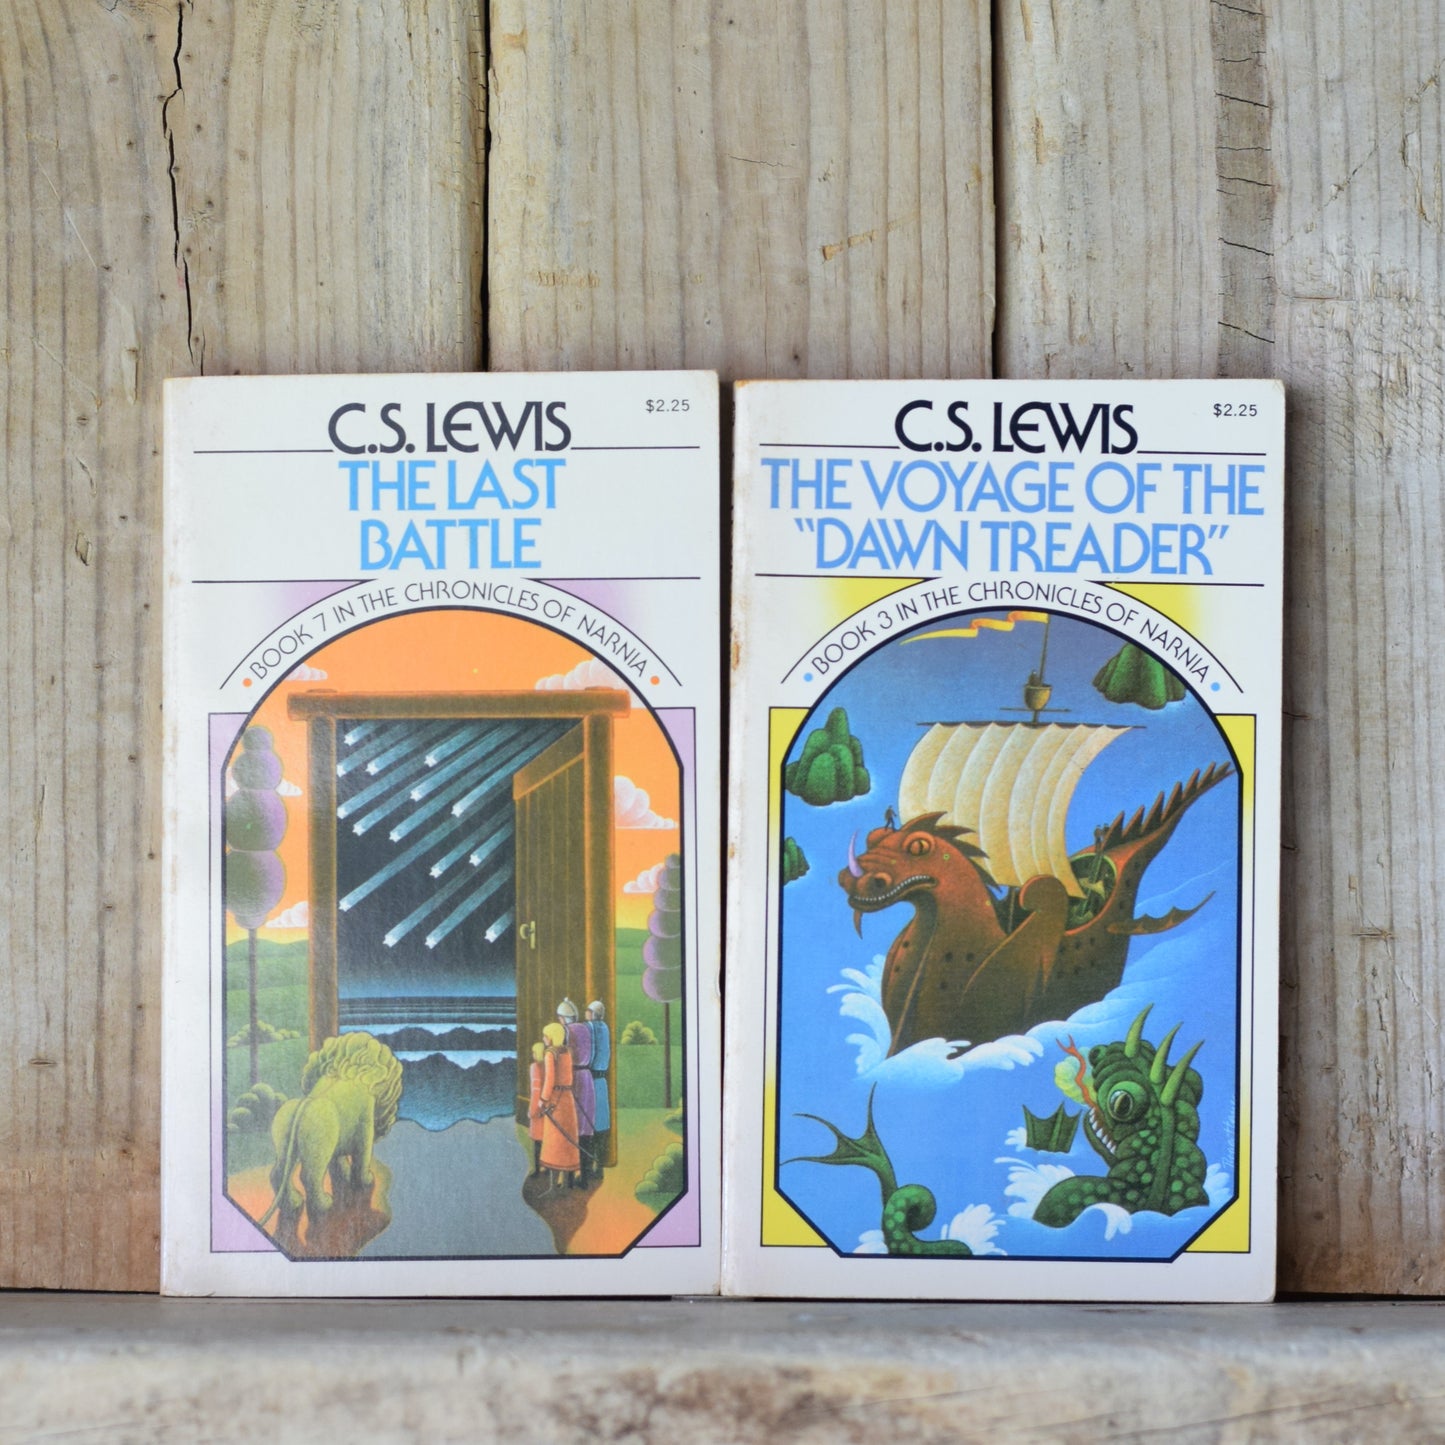 C.S. LEWIS
$2.25
THE LAST
BATTLE
• BOOK 7 IN THE CHRONICLES OF NARNIA •
C.S. LEWIS
$2.25
THE VOYAGE OF THE
“DAWN TREADER”
• BOOK 3 IN THE CHRONICLES OF NARNIA •